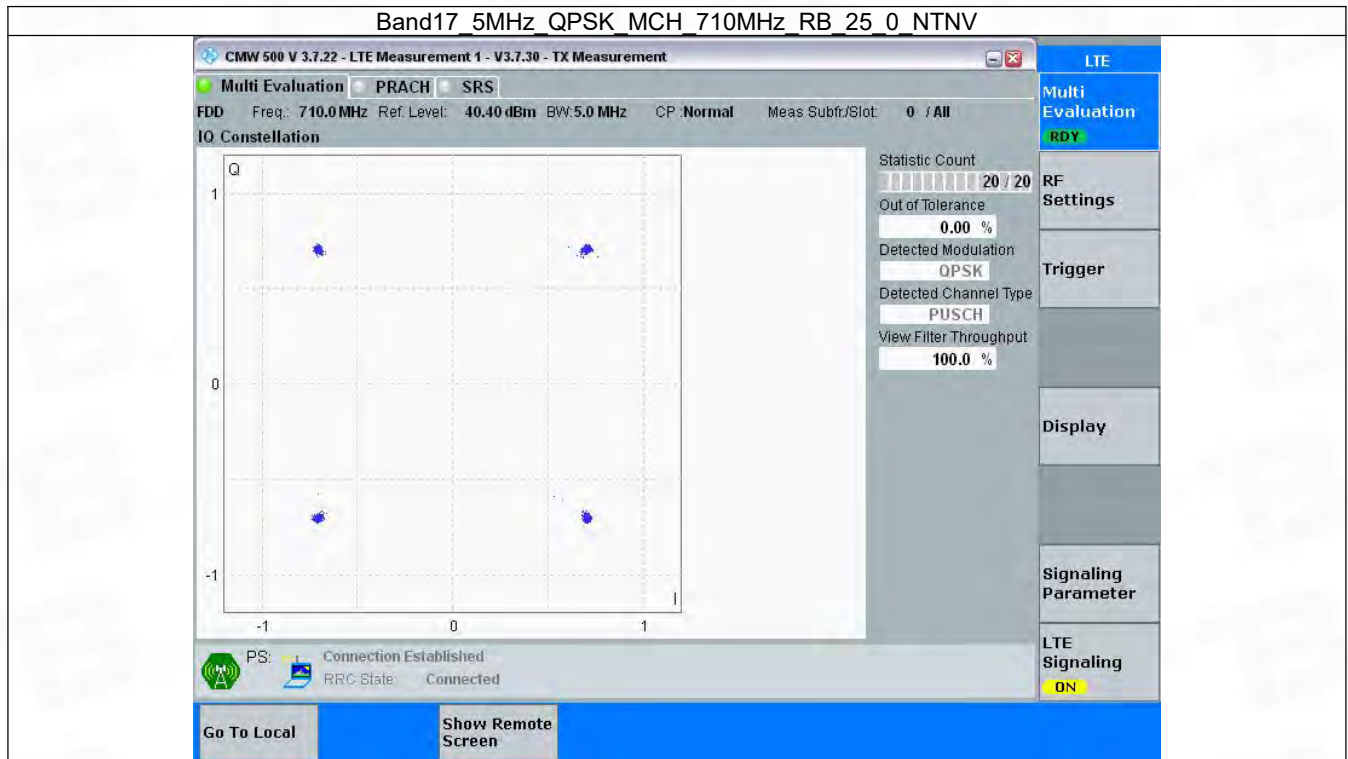 Band17_5MHz_QPSK_MCH_710MHz_RB_25_0_NTNV
CMW 500 V 3.7.22 - LTE Measurement 1 - V3.7.30 - TX Measurement
LTE
Multi Evaluation PRACH SRS
Multi
Evaluation
RDY
FDD Freq.: 710.0 MHz Ref. Level: 40.40 dBm BW: 5.0 MHz CP :Normal Meas Subfr./Slot: 0 / All
IQ Constellation
Q
1
0
-1
I
-1 0 1
Statistic Count
20 / 20
Out of Tolerance
0.00 %
Detected Modulation
QPSK
Detected Channel Type
PUSCH
View Filter Throughput
100.0 %
RF
Settings
Trigger
Display
Signaling
Parameter
LTE
Signaling
ON
PS: Connection Established
RRC State: Connected
Go To Local
Show Remote
Screen